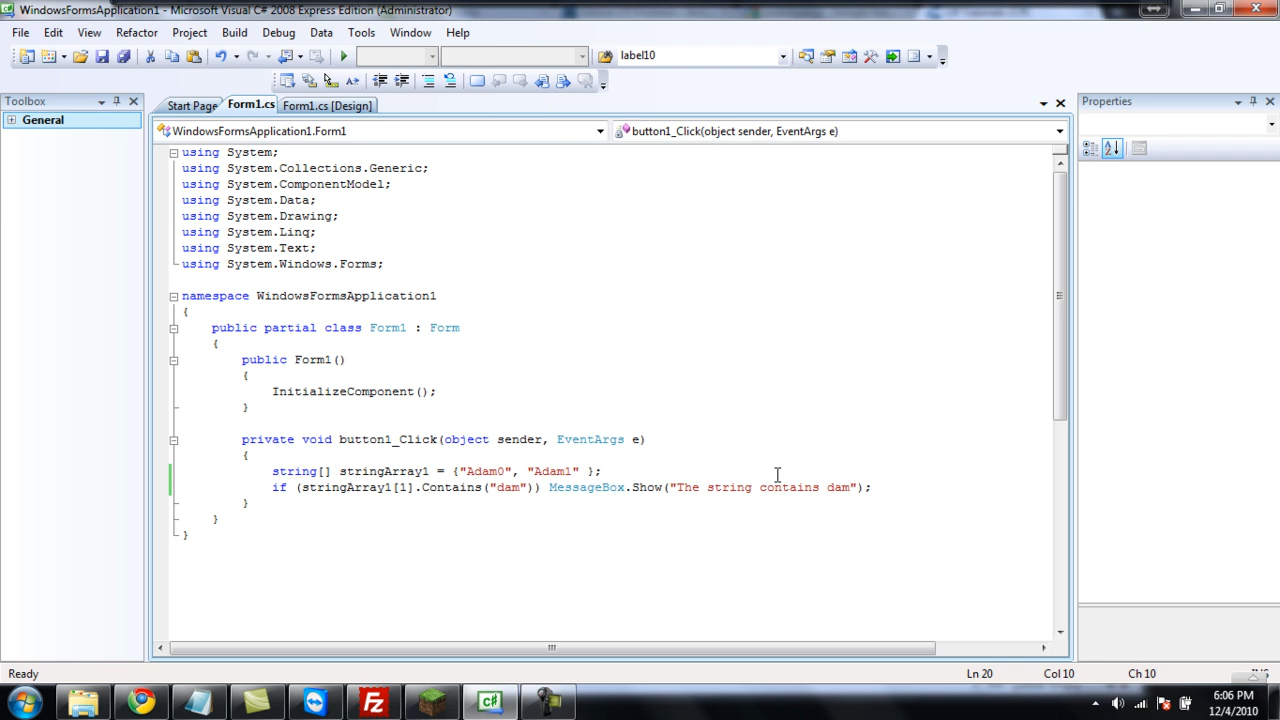 WindowsFormsApplication1 - Microsoft Visual C# 2008 Express Edition (Administrator)
File Edit View Refactor Project Build Debug Data Tools Window Help
label10
Toolbox
Start Page Form1.cs Form1.cs [Design]
Properties
General
WindowsFormsApplication1.Form1
button1_Click(object sender, EventArgs e)
using System;
using System.Collections.Generic;
using System.ComponentModel;
using System.Data;
using System.Drawing;
using System.Linq;
using System.Text;
using System.Windows.Forms;
namespace WindowsFormsApplication1
{
public partial class Form1 : Form
{
public Form1()
{
InitializeComponent();
}
private void button1_Click(object sender, EventArgs e)
{
string[] stringArray1 = {"Adam0", "Adam1" };
if (stringArray1[1].Contains("dam")) MessageBox.Show("The string contains dam");
}
}
}
Ready
Ln 20 Col 10 Ch 10
6:06 PM
12/4/2010